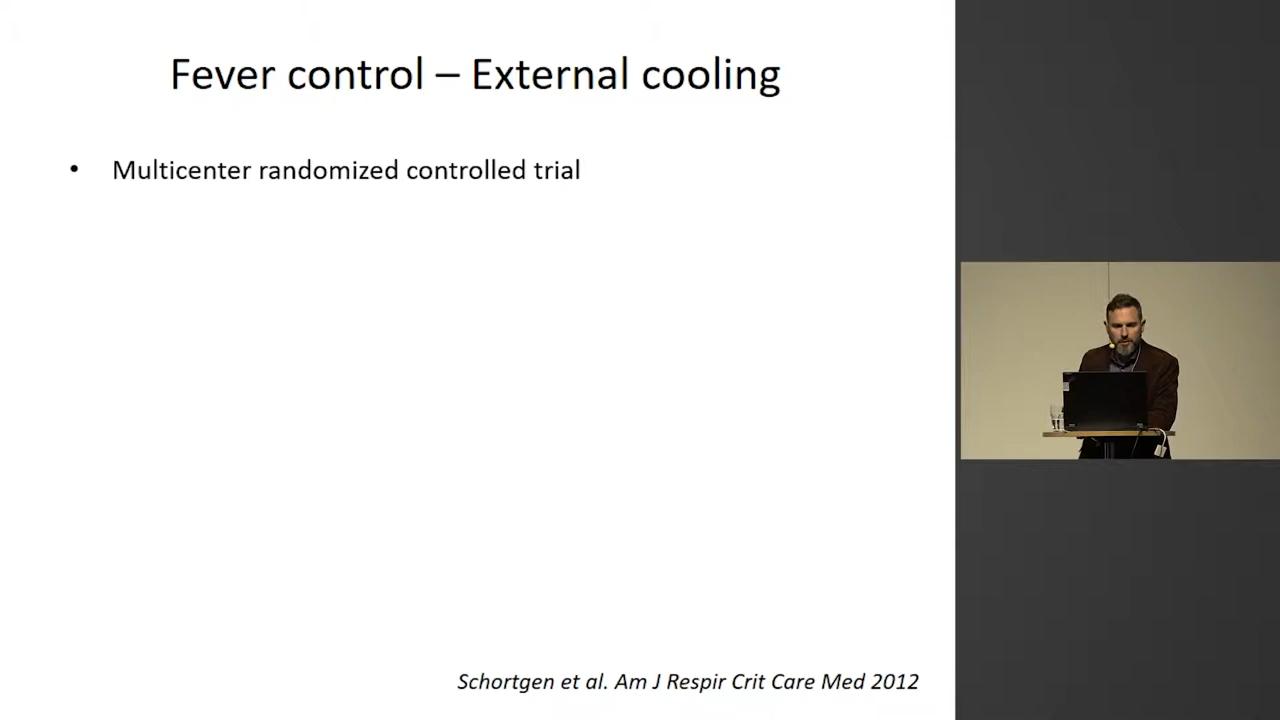 Fever control – External cooling
• Multicenter randomized controlled trial
Schortgen et al. Am J Respir Crit Care Med 2012